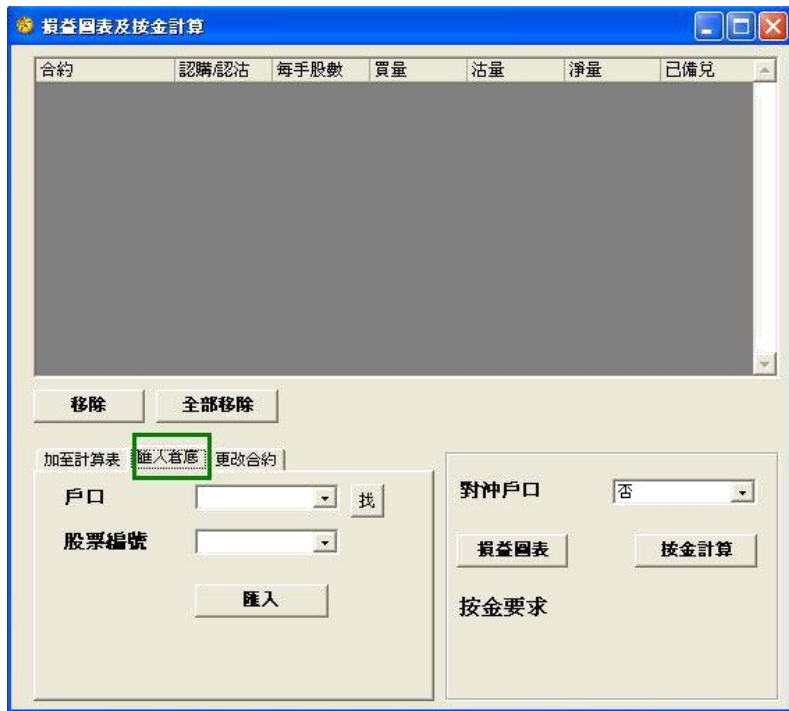 損益圖表及按金計算
合約 認購/認沽 每手股數 買量 沽量 淨量 已備兌
移除 全部移除
加至計算表 匯入倉底 更改合約
戶口 找
股票編號
匯入
對沖戶口 否
損益圖表 按金計算
按金要求